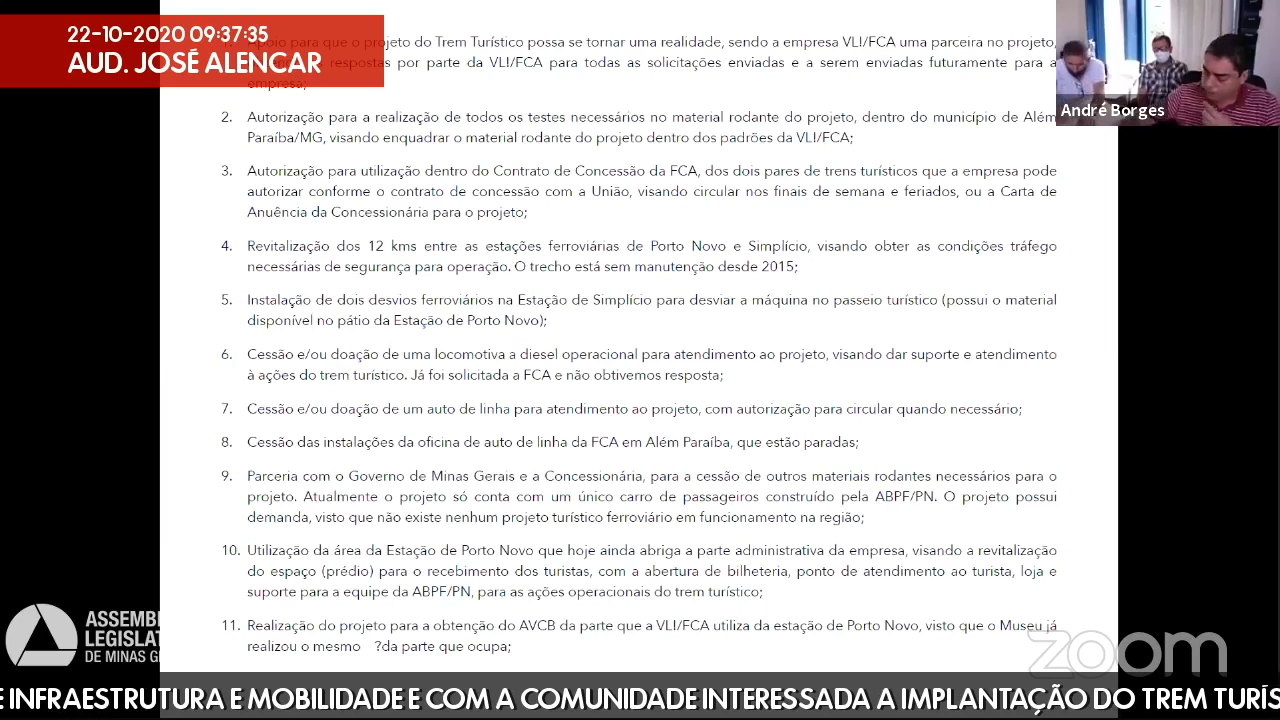 22-10-2020 09:37:35
AUD. JOSÉ ALENCAR
1. Apoio para que o projeto do Trem Turístico possa se tornar uma realidade, sendo a empresa VLI/FCA uma parceira no projeto,
respostas por parte da VLI/FCA para todas as solicitações enviadas e a serem enviadas futuramente para a
empresa;
André Borges
2. Autorização para realização de todos os testes necessários no material rodante do projeto, dentro do município de Além
Paraíba/MG, visando enquadrar o material rodante do projeto dentro dos padrões da VLI/FCA;
3. Autorização para utilização dentro do Contrato de Concessão da FCA, dos dois pares de trens turísticos que a empresa pode
autorizar conforme o contrato de concessão com a União, visando circular nos finais de semana e feriados, ou a Carta de
Anuência da Concessionária para o projeto;
4. Revitalização dos 12 kms entre as estações ferroviárias de Porto Novo e Simplício, visando obter as condições tráfego
necessárias de segurança para operação. O trecho está sem manutenção desde 2015;
5. Instalação de dois desvios ferroviários na Estação de Simplício para desviar a máquina no passeio turístico (possui o material
disponível no pátio da Estação de Porto Novo);
6. Cessão e/ou doação de uma locomotiva a diesel operacional para atendimento ao projeto, visando dar suporte e atendimento
à ações do trem turístico. Já foi solicitada a FCA e não obtivemos resposta;
7. Cessão e/ou doação de um auto de linha para atendimento ao projeto, com autorização para circular quando necessário;
8. Cessão das instalações da oficina de auto de linha da FCA em Além Paraíba, que estão paradas;
9. Parceria com o Governo de Minas Gerais e a Concessionária, para a cessão de outros materiais rodantes necessários para o
projeto. Atualmente o projeto só conta com um único carro de passageiros construído pela ABPF/PN. O projeto possui
demanda, visto que não existe nenhum projeto turístico ferroviário em funcionamento na região;
10. Utilização da área da Estação de Porto Novo que hoje ainda abriga a parte administrativa da empresa, visando a revitalização
do espaço (prédio) para o recebimento dos turistas, com a abertura de bilheteria, ponto de atendimento ao turista, loja e
suporte para a equipe da ABPF/PN, para as ações operacionais do trem turístico;
11. Realização do projeto para a obtenção do AVCB da parte que a VLI/FCA utiliza da estação de Porto Novo, visto que o Museu já
realizou o mesmo ?da parte que ocupa;
ASSEMBL
LEGISLAT
DE MINAS G
zoom
E INFRAESTRUTURA E MOBILIDADE E COM A COMUNIDADE INTERESSADA A IMPLANTAÇÃO DO TREM TURÍS